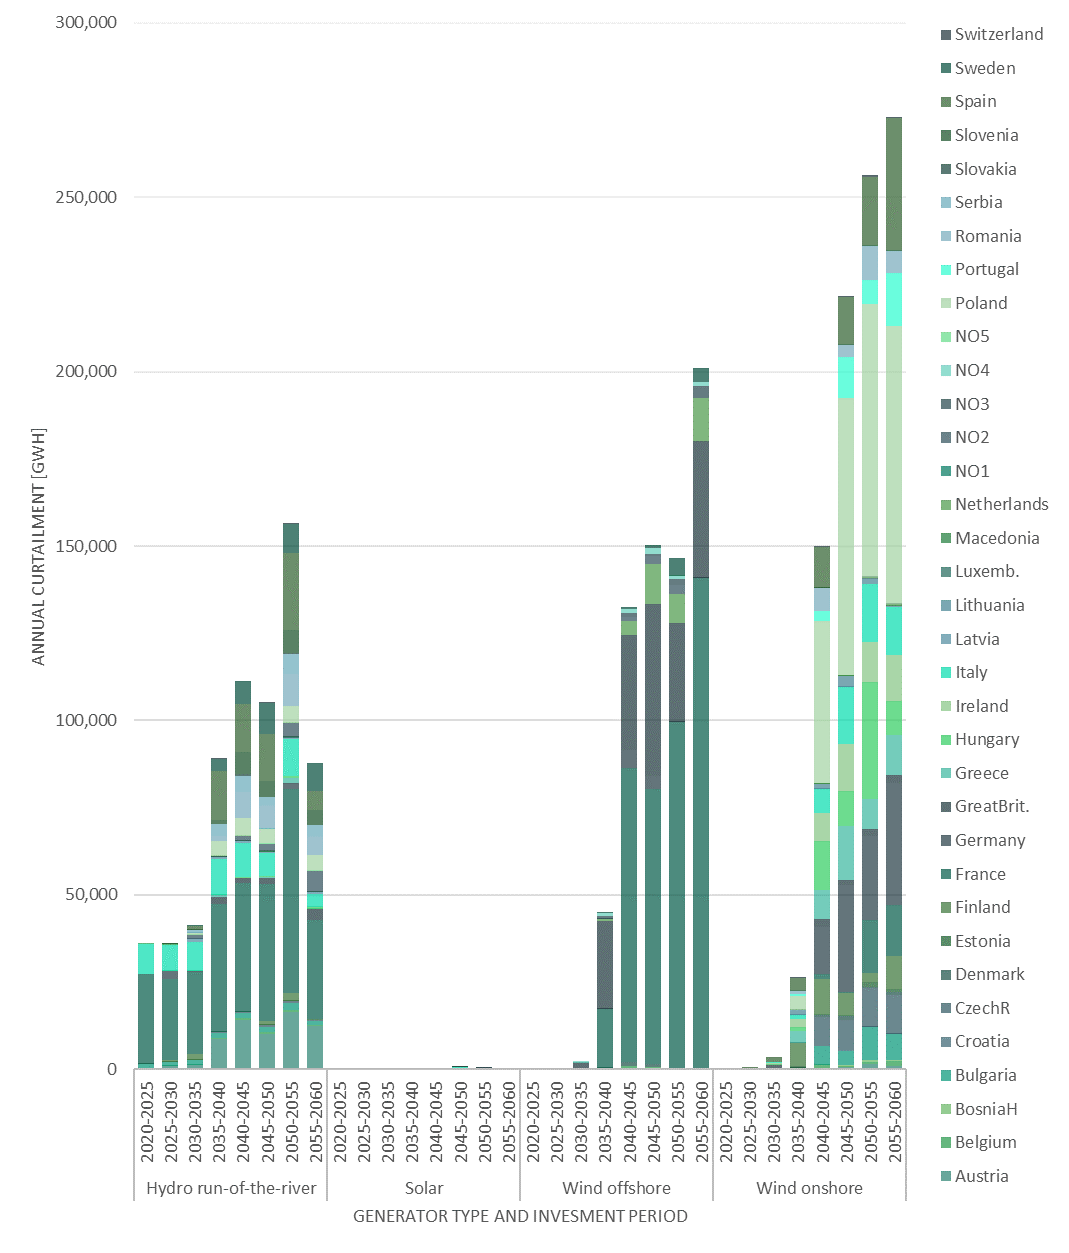 300,000
250,000
200,000
150,000
100,000
50,000
0
ANNUAL CURTAILMENT [GWH]
2020-2025 2025-2030 2030-2035 2035-2040 2040-2045 2045-2050 2050-2055 2055-2060 2020-2025 2025-2030 2030-2035 2035-2040 2040-2045 2045-2050 2050-2055 2055-2060 2020-2025 2025-2030 2030-2035 2035-2040 2040-2045 2045-2050 2050-2055 2055-2060 2020-2025 2025-2030 2030-2035 2035-2040 2040-2045 2045-2050 2050-2055 2055-2060
Hydro run-of-the-river Solar Wind offshore Wind onshore
GENERATOR TYPE AND INVESMENT PERIOD
Switzerland
Sweden
Spain
Slovenia
Slovakia
Serbia
Romania
Portugal
Poland
NO5
NO4
NO3
NO2
NO1
Netherlands
Macedonia
Luxemb.
Lithuania
Latvia
Italy
Ireland
Hungary
Greece
GreatBrit.
Germany
France
Finland
Estonia
Denmark
CzechR
Croatia
Bulgaria
BosniaH
Belgium
Austria